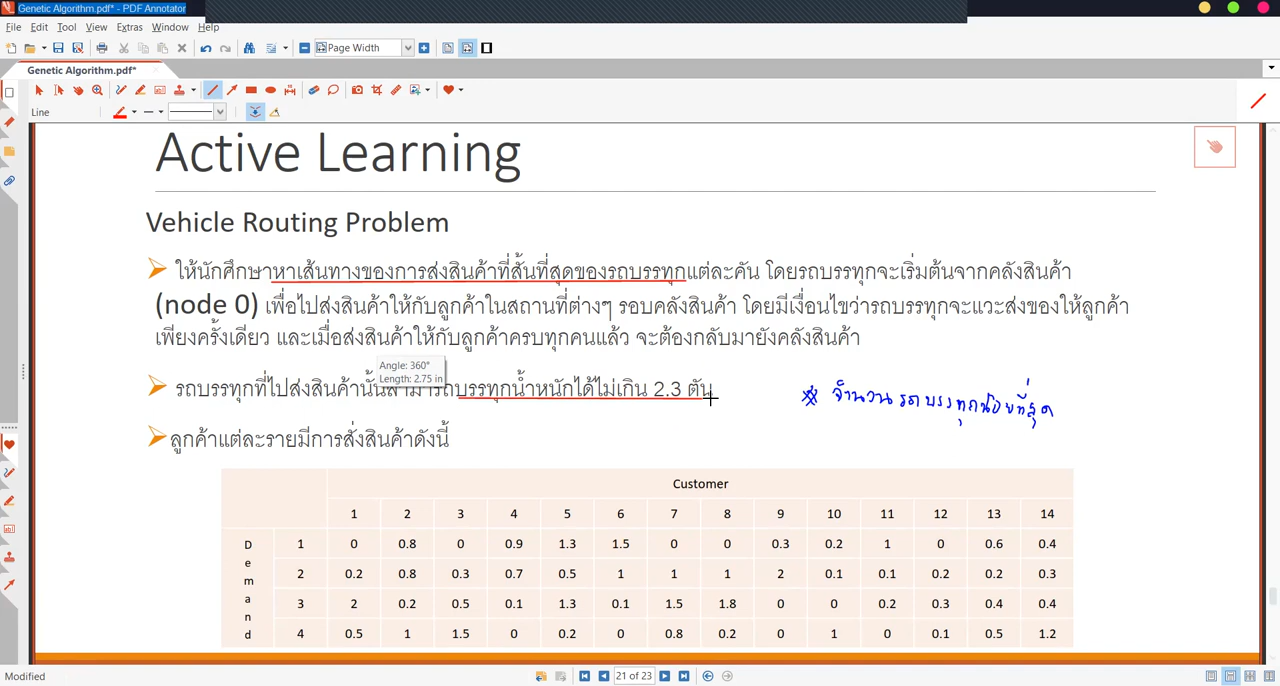 Genetic Algorithm.pdf* - PDF Annotator
File Edit Tool View Extras Window Help
Page Width
Genetic Algorithm.pdf*
Line
Active Learning
Vehicle Routing Problem
ให้นักศึกษาหาเส้นทางของการส่งสินค้าที่สั้นที่สุดของรถบรรทุกแต่ละคัน โดยรถบรรทุกจะเริ่มต้นจากคลังสินค้า
(node 0) เพื่อไปส่งสินค้าให้กับลูกค้าในสถานที่ต่างๆ รอบคลังสินค้า โดยมีเงื่อนไขว่ารถบรรทุกจะแวะส่งของให้ลูกค้า
เพียงครั้งเดียว และเมื่อส่งสินค้าให้กับลูกค้าครบทุกคนแล้ว จะต้องกลับมายังคลังสินค้า
Angle: 360°
Length: 2.75 in
รถบรรทุกที่ไปส่งสินค้านั้นสามารถบรรทุกน้ำหนักได้ไม่เกิน 2.3 ตัน
* จำนวนรถบรรทุกน้อยที่สุด
ลูกค้าแต่ละรายมีการสั่งสินค้าดังนี้
Customer
1 2 3 4 5 6 7 8 9 10 11 12 13 14
Demand
1 0 0.8 0 0.9 1.3 1.5 0 0 0.3 0.2 1 0 0.6 0.4
2 0.2 0.8 0.3 0.7 0.5 1 1 1 2 0.1 0.1 0.2 0.2 0.3
3 2 0.2 0.5 0.1 1.3 0.1 1.5 1.8 0 0 0.2 0.3 0.4 0.4
4 0.5 1 1.5 0 0.2 0 0.8 0.2 0 1 0 0.1 0.5 1.2
Modified
21 of 23